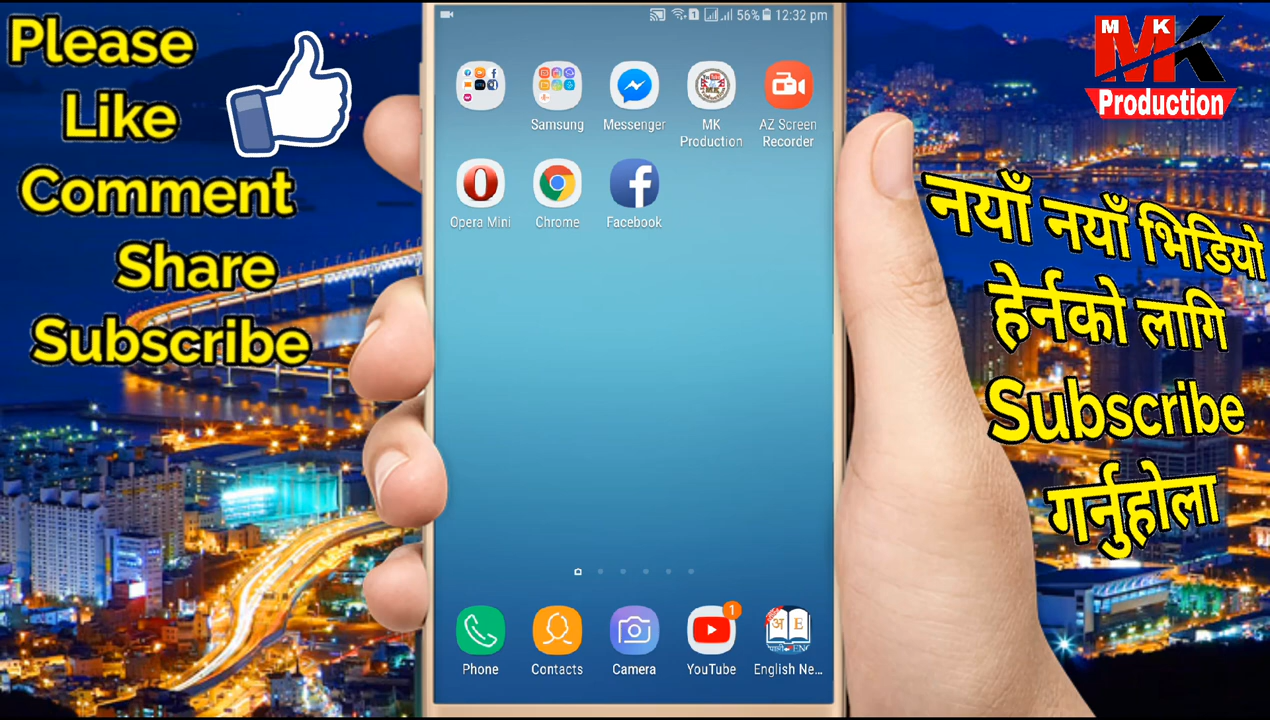 Please
Like
Comment
Share
Subscribe
56% 12:32 pm
Samsung
Messenger
MK
Production
AZ Screen
Recorder
Opera Mini
Chrome
Facebook
1
Phone
Contacts
Camera
YouTube
English Ne...
अ E
M K
Production
नयाँ नयाँ भिडियो
हेर्नको लागि
Subscribe
गर्नुहोला